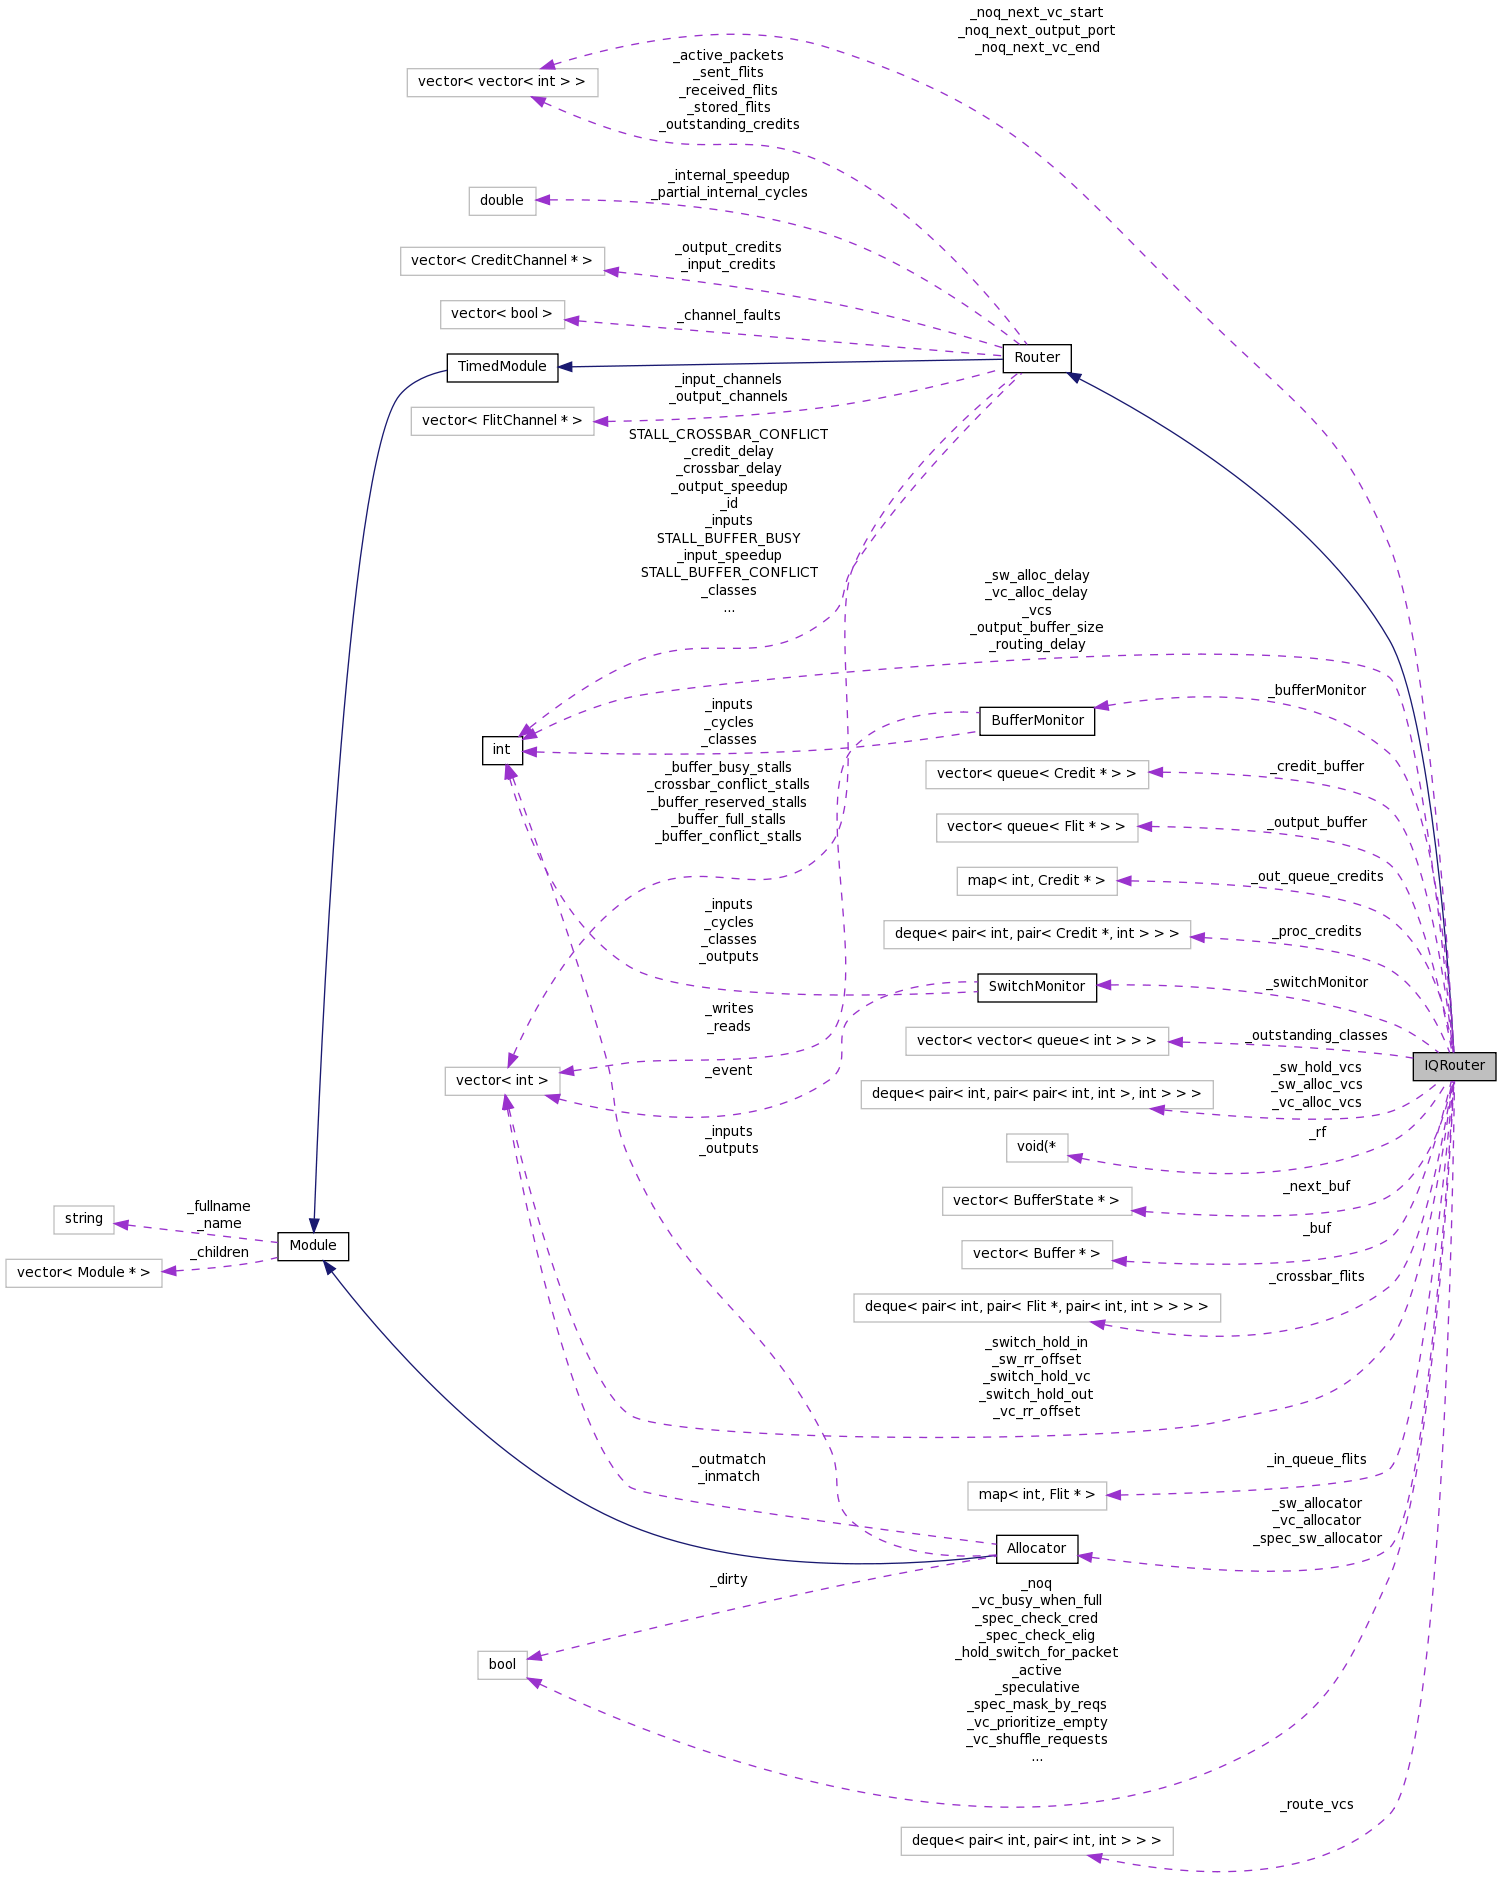 _noq_next_vc_start
_noq_next_output_port
_noq_next_vc_end
_active_packets
_sent_flits
_received_flits
_stored_flits
_outstanding_credits
vector< vector< int > >
_internal_speedup
_partial_internal_cycles
double
_output_credits
_input_credits
vector< CreditChannel * >
_channel_faults
vector< bool >
Router
TimedModule
_input_channels
_output_channels
vector< FlitChannel * >
STALL_CROSSBAR_CONFLICT
_credit_delay
_crossbar_delay
_output_speedup
_id
_inputs
STALL_BUFFER_BUSY
_input_speedup
STALL_BUFFER_CONFLICT
_classes
...
_sw_alloc_delay
_vc_alloc_delay
_vcs
_output_buffer_size
_routing_delay
_bufferMonitor
BufferMonitor
_inputs
_cycles
_classes
int
_buffer_busy_stalls
_crossbar_conflict_stalls
_buffer_reserved_stalls
_buffer_full_stalls
_buffer_conflict_stalls
_credit_buffer
vector< queue< Credit * > >
_output_buffer
vector< queue< Flit * > >
_out_queue_credits
map< int, Credit * >
_inputs
_cycles
_classes
_outputs
_proc_credits
deque< pair< int, pair< Credit *, int > > >
_switchMonitor
SwitchMonitor
_writes
_reads
_outstanding_classes
vector< vector< queue< int > > >
IQRouter
_event
vector< int >
_sw_hold_vcs
_sw_alloc_vcs
_vc_alloc_vcs
deque< pair< int, pair< pair< int, int >, int > > >
_inputs
_outputs
_rf
void(*
_next_buf
vector< BufferState * >
_fullname
_name
string
_buf
vector< Buffer * >
Module
_children
vector< Module * >
_crossbar_flits
deque< pair< int, pair< Flit *, pair< int, int > > > >
_switch_hold_in
_sw_rr_offset
_switch_hold_vc
_switch_hold_out
_vc_rr_offset
_outmatch
_inmatch
_in_queue_flits
map< int, Flit * >
_sw_allocator
_vc_allocator
_spec_sw_allocator
Allocator
_dirty
_noq
_vc_busy_when_full
_spec_check_cred
_spec_check_elig
_hold_switch_for_packet
_active
_speculative
_spec_mask_by_reqs
_vc_prioritize_empty
_vc_shuffle_requests
...
bool
_route_vcs
deque< pair< int, pair< int, int > > >